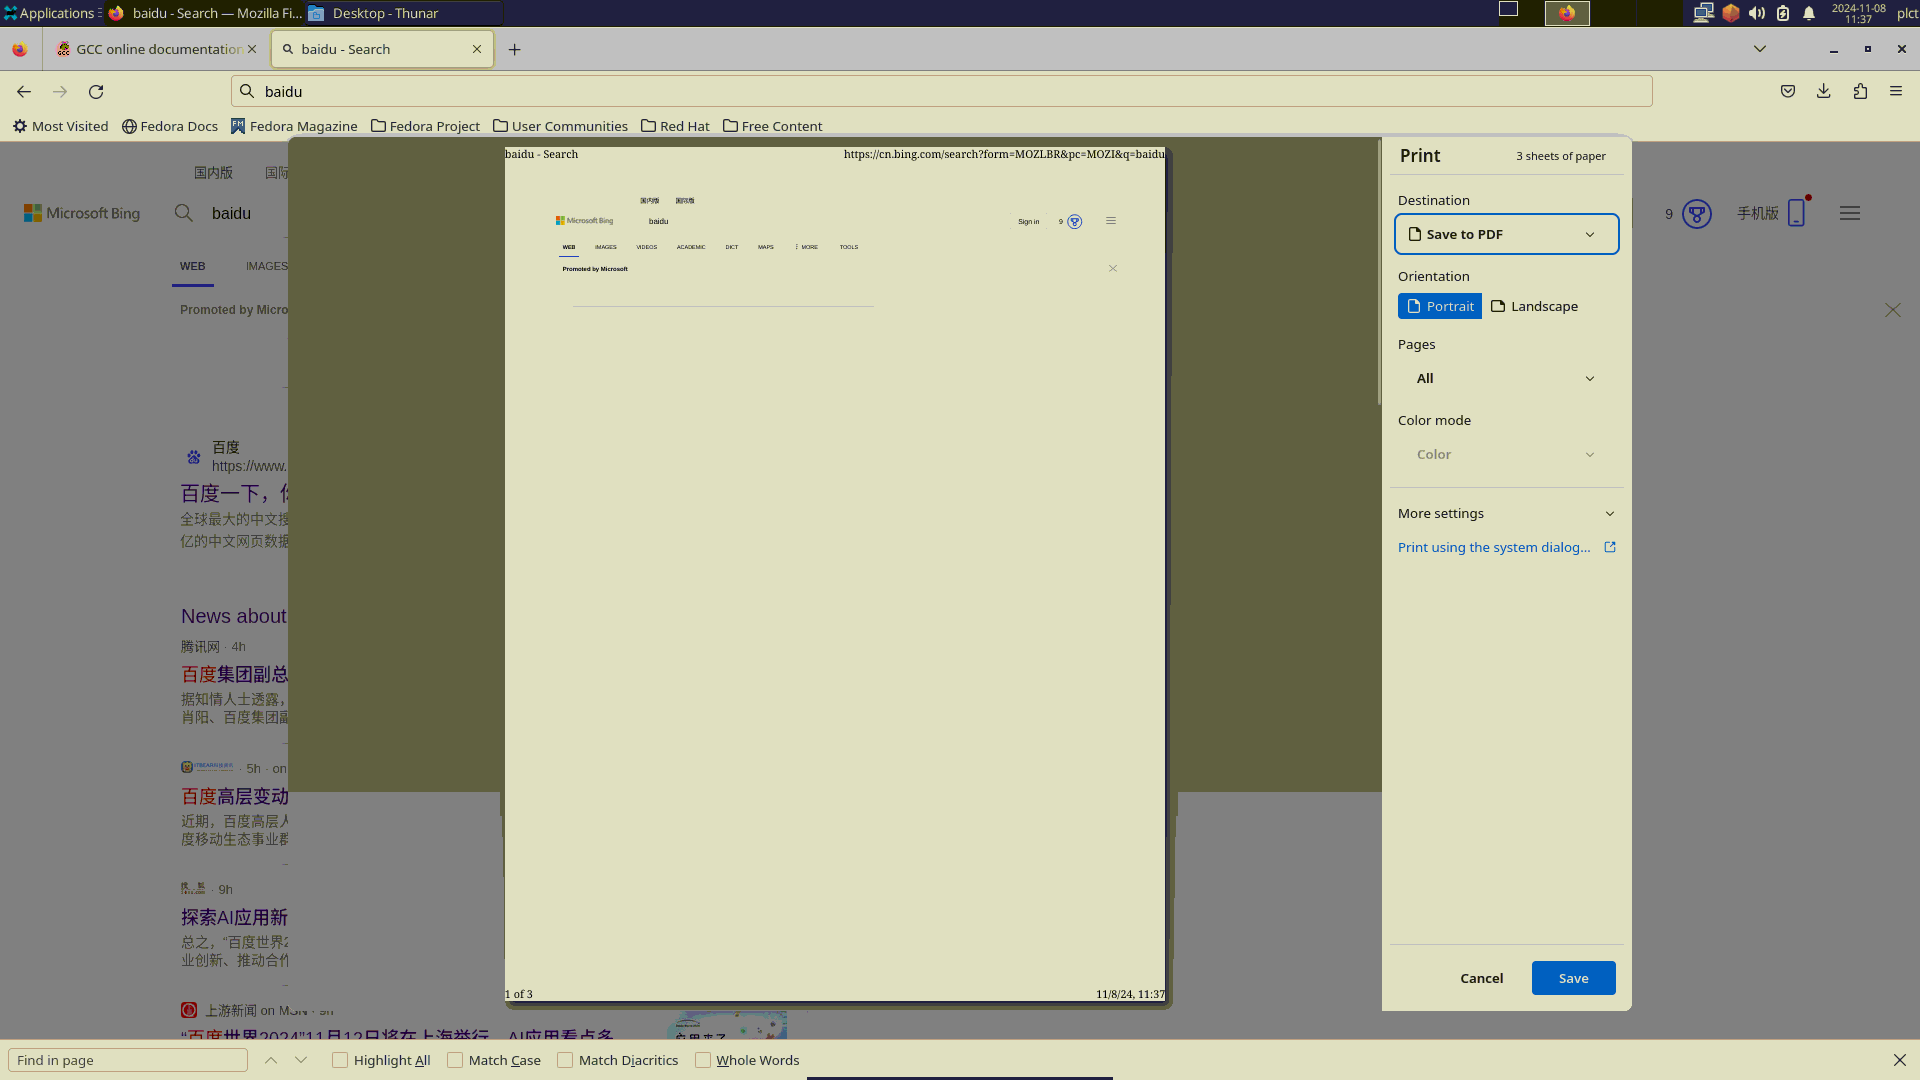 Applications
baidu - Search — Mozilla Fi...
Desktop - Thunar
2024-11-08
11:37
plct
GCC online documentation
baidu - Search
baidu
Most Visited
Fedora Docs
Fedora Magazine
Fedora Project
User Communities
Red Hat
Free Content
国内版
国际
Microsoft Bing
baidu
9
手机版
WEB
IMAGES
Promoted by Micro
百度
https://www.
百度一下，你
全球最大的中文搜
亿的中文网页数据
News about
腾讯网 · 4h
百度集团副总
据知情人士透露，
肖阳、百度集团副
· 5h · on
百度高层变动
近期，百度高层人
度移动生态事业群
· 9h
探索AI应用新
总之，“百度世界2
业创新、推动合作
上游新闻 on MSN · 9h
“百度世界2024”11月12日将在上海举行，AI应用看点多
应用来了
baidu - Search
https://cn.bing.com/search?form=MOZLBR&pc=MOZI&q=baidu
国内版
国际版
Microsoft Bing
baidu
Sign in
9
WEB
IMAGES
VIDEOS
ACADEMIC
DICT
MAPS
MORE
TOOLS
Promoted by Microsoft
1 of 3
11/8/24, 11:37
Print
3 sheets of paper
Destination
Save to PDF
Orientation
Portrait
Landscape
Pages
All
Color mode
Color
More settings
Print using the system dialog...
Cancel
Save
Find in page
Highlight All
Match Case
Match Diacritics
Whole Words